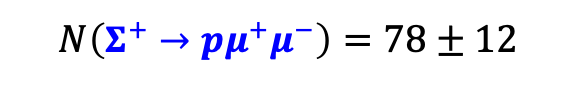 N(Σ⁺ → pμ⁺μ⁻) = 78 ± 12